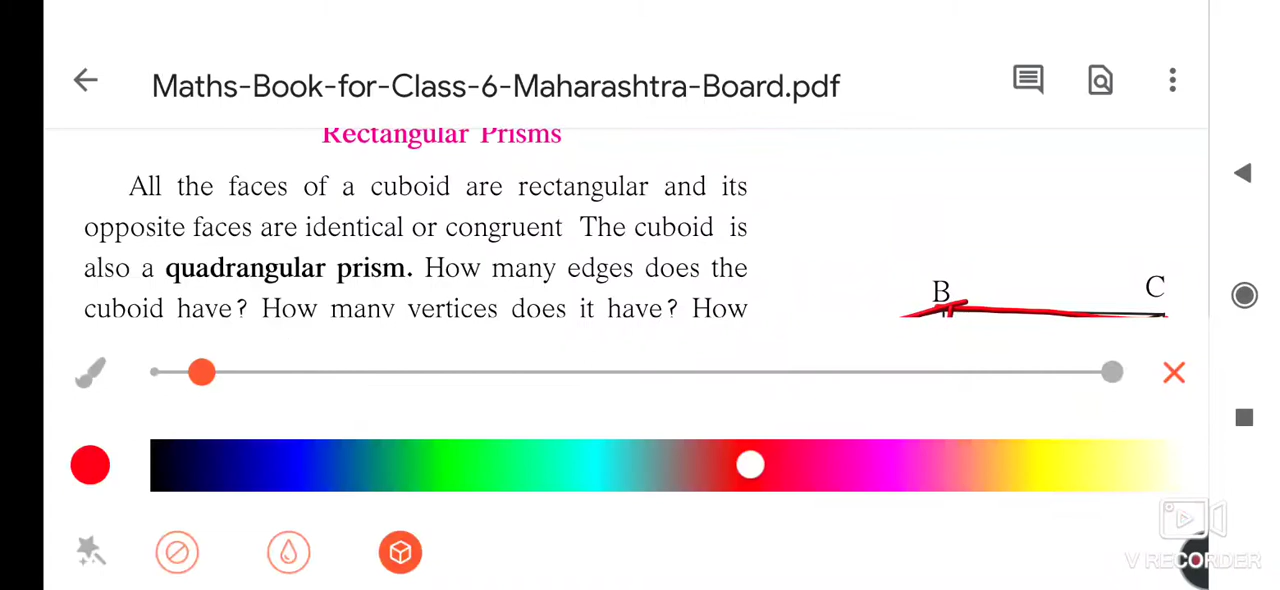 Maths-Book-for-Class-6-Maharashtra-Board.pdf
Rectangular Prisms
All the faces of a cuboid are rectangular and its
opposite faces are identical or congruent The cuboid is
also a quadrangular prism. How many edges does the
cuboid have? How many vertices does it have? How
B
C
V RECORDER